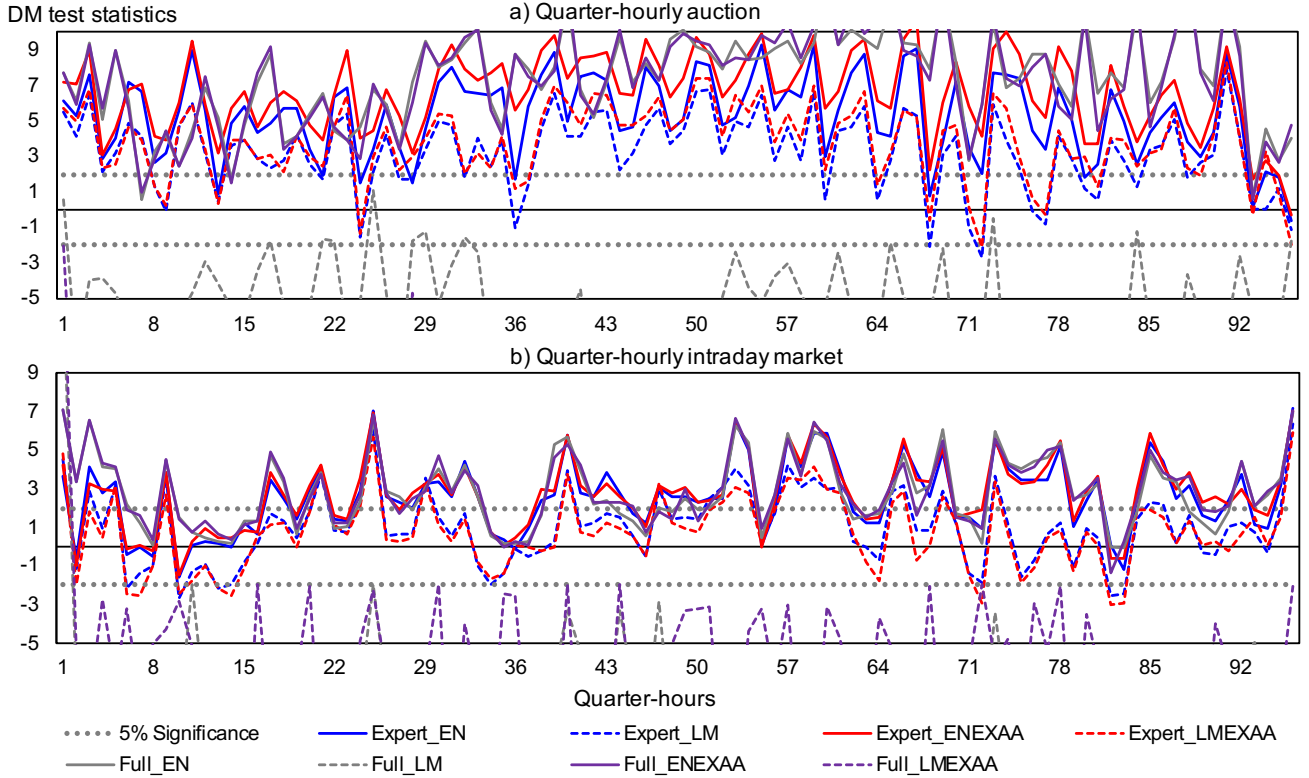 DM test statistics
a) Quarter-hourly auction
9
7
5
3
1
-1
-3
-5
1 8 15 22 29 36 43 50 57 64 71 78 85 92
b) Quarter-hourly intraday market
9
7
5
3
1
-1
-3
-5
1 8 15 22 29 36 43 50 57 64 71 78 85 92
Quarter-hours
5% Significance Expert_EN Expert_LM Expert_ENEXAA Expert_LMEXAA
Full_EN Full_LM Full_ENEXAA Full_LMEXAA